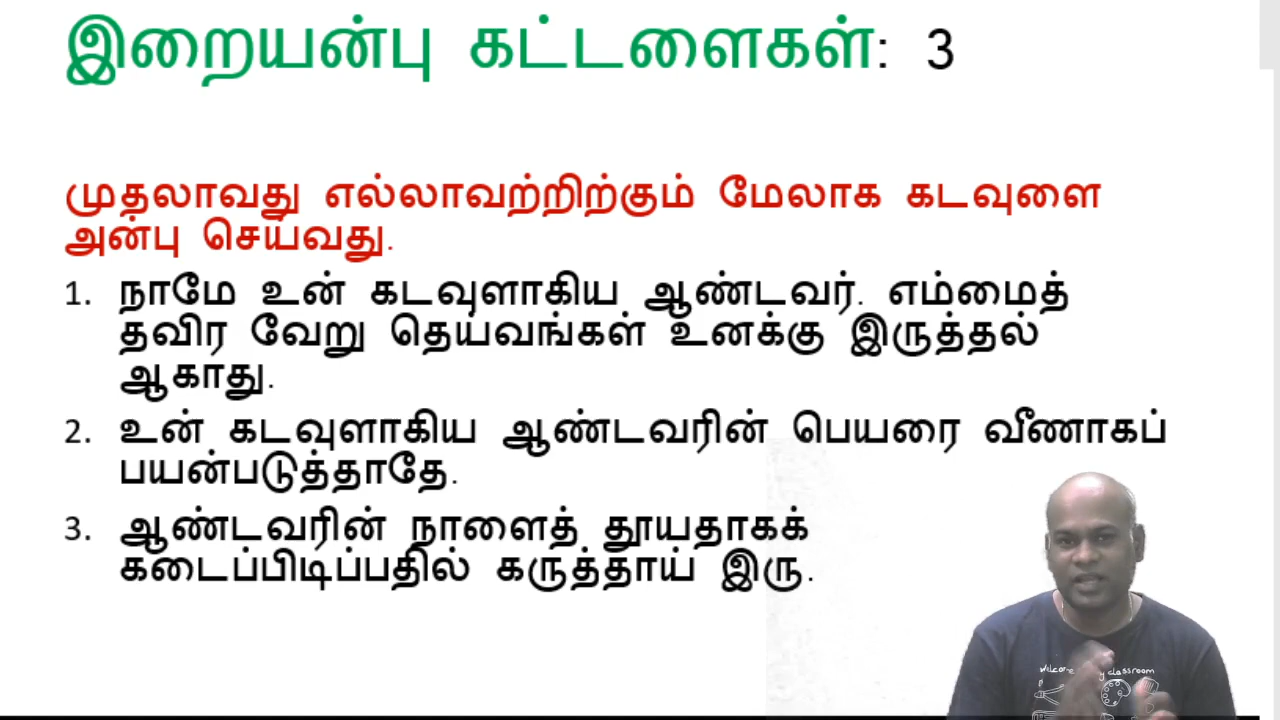 இறையன்பு கட்டளைகள்: 3
முதலாவது எல்லாவற்றிற்கும் மேலாக கடவுளை
அன்பு செய்வது.
1. நாமே உன் கடவுளாகிய ஆண்டவர். எம்மைத்
தவிர வேறு தெய்வங்கள் உனக்கு இருத்தல்
ஆகாது.
2. உன் கடவுளாகிய ஆண்டவரின் பெயரை வீணாகப்
பயன்படுத்தாதே.
3. ஆண்டவரின் நாளைத் தூயதாகக்
கடைப்பிடிப்பதில் கருத்தாய் இரு.
classroom